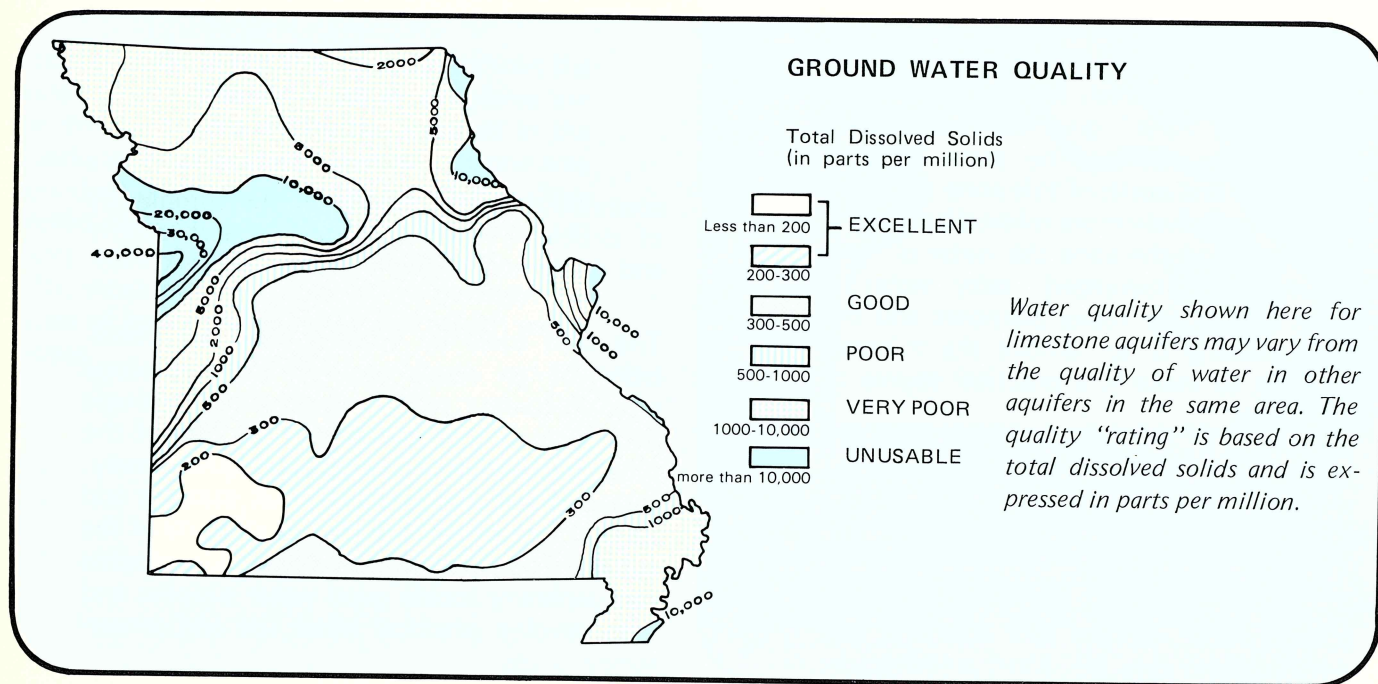 GROUND WATER QUALITY
Total Dissolved Solids
(in parts per million)
Less than 200
EXCELLENT
200-300
GOOD
300-500
POOR
500-1000
VERY POOR
1000-10,000
UNUSABLE
more than 10,000
Water quality shown here for
limestone aquifers may vary from
the quality of water in other
aquifers in the same area. The
quality "rating" is based on the
total dissolved solids and is ex-
pressed in parts per million.
2000
5000
5000
10,000
10,000
20,000
30,000
40,000
5000
2000
1000
500
500
10,000
1000
300
200
300
500
1000
10,000